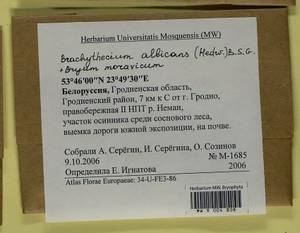 Herbarium Universitatis Mosquensis (MW)
Brachythecium albicans (Hedw.) B.S.G.
+ Bryum moravicum
53°46'00"N 23°49'30"E
Белоруссия, Гродненская область,
Гродненский район, 7 км к С от г. Гродно,
правобережная II НПТ р. Неман,
участок осинника среди соснового леса,
выемка дороги южной экспозиции, на почве.
Собрали А. Серёгин, И. Серёгина, О. Созинов
9.10.2006 № М-1685
Определила Е. Игнатова 2006
Atlas Florae Europaeae: 34-U-FE3-86
Herbarium MW Bryophyta